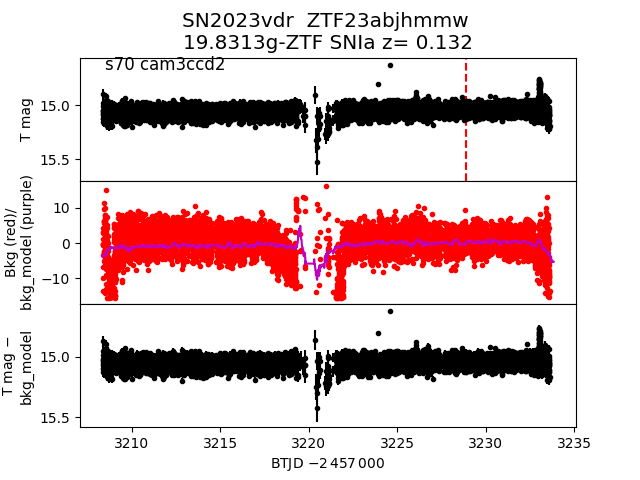 SN2023vdr  ZTF23abjhmmw
19.8313g-ZTF SNIa z= 0.132
s70 cam3ccd2
T mag
15.0
15.5
Bkg (red)/
bkg_model (purple)
10
0
−10
T mag −
bkg_model
15.0
15.5
3210
3215
3220
3225
3230
3235
BTJD −2 457 000